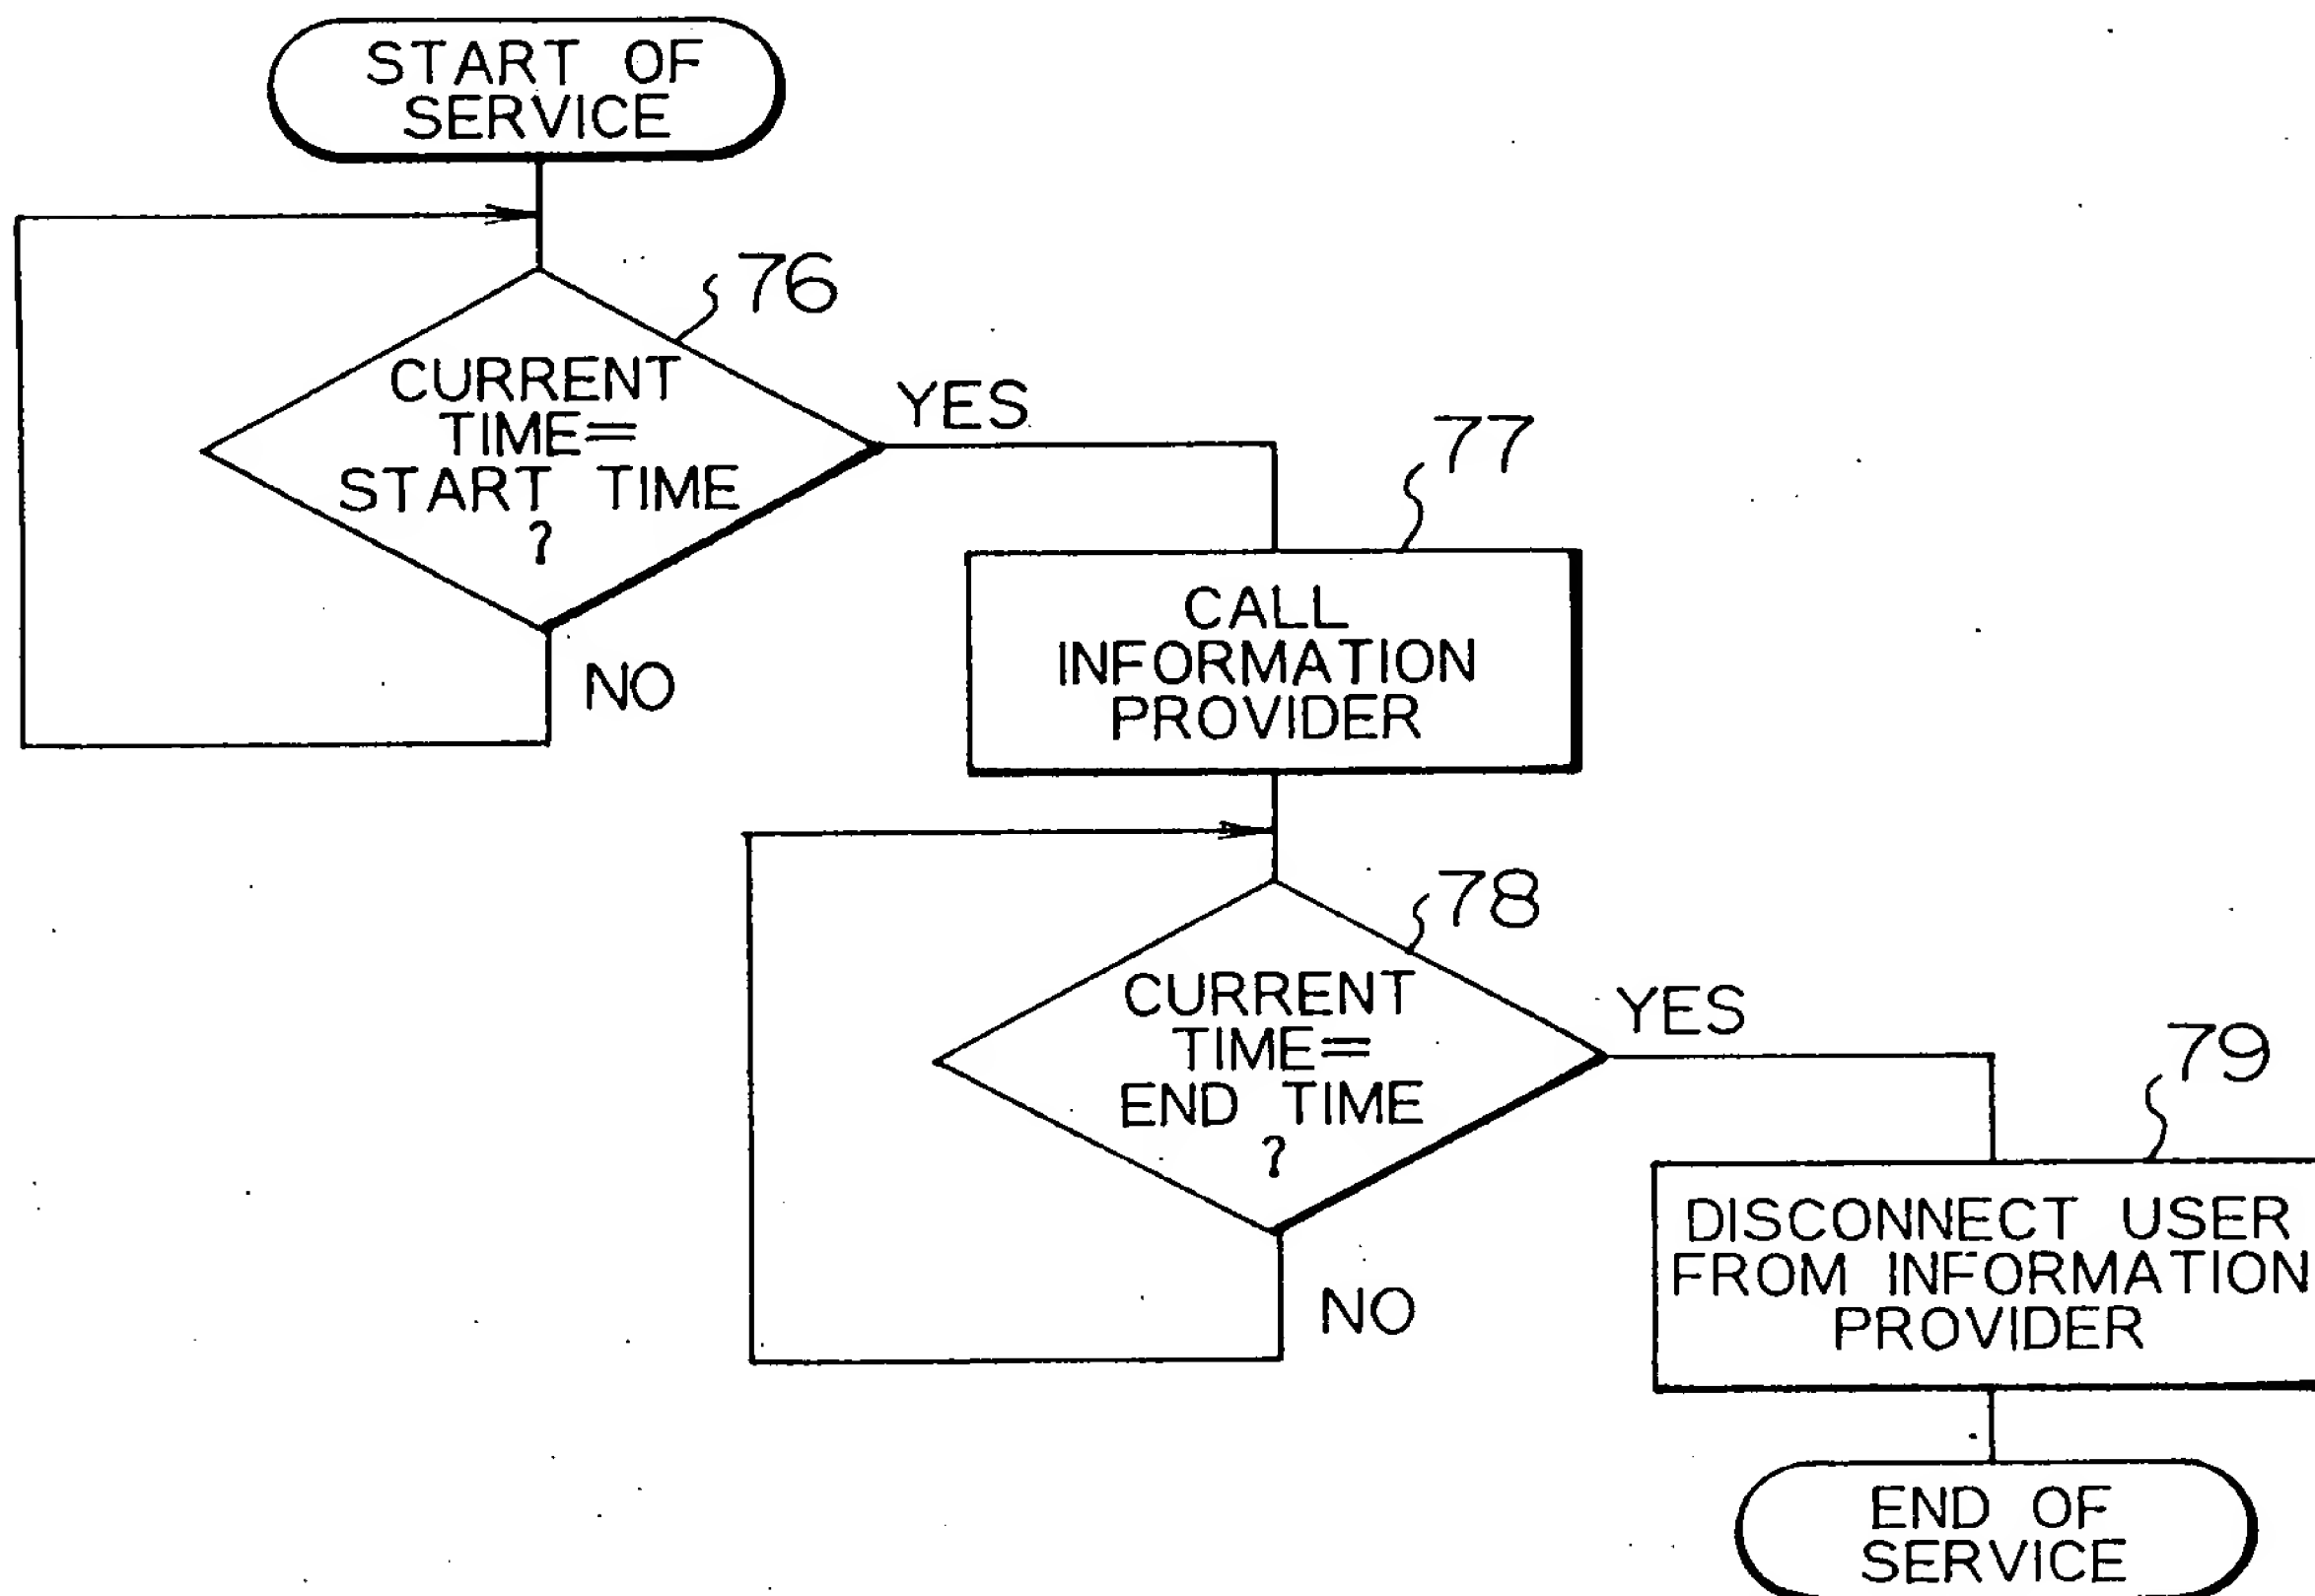 START OF
SERVICE
76
CURRENT
TIME=
START TIME
?
YES
NO
77
CALL
INFORMATION
PROVIDER
78
CURRENT
TIME=
END TIME
?
YES
NO
79
DISCONNECT USER
FROM INFORMATION
PROVIDER
END OF
SERVICE